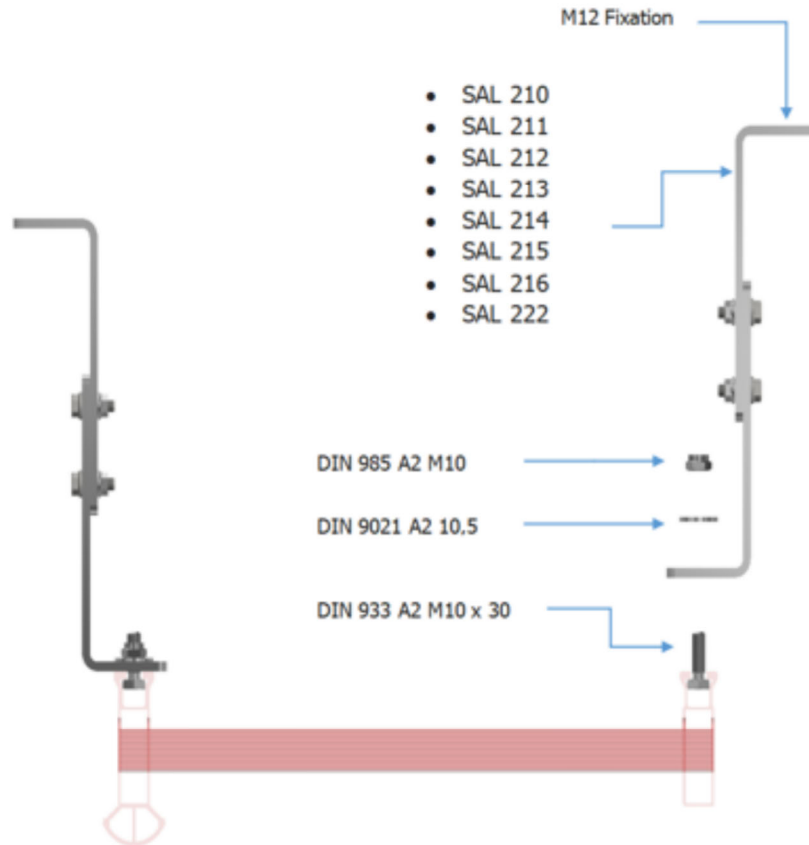 M12 Fixation
• SAL 210
• SAL 211
• SAL 212
• SAL 213
• SAL 214
• SAL 215
• SAL 216
• SAL 222
DIN 985 A2 M10
DIN 9021 A2 10,5
DIN 933 A2 M10 x 30